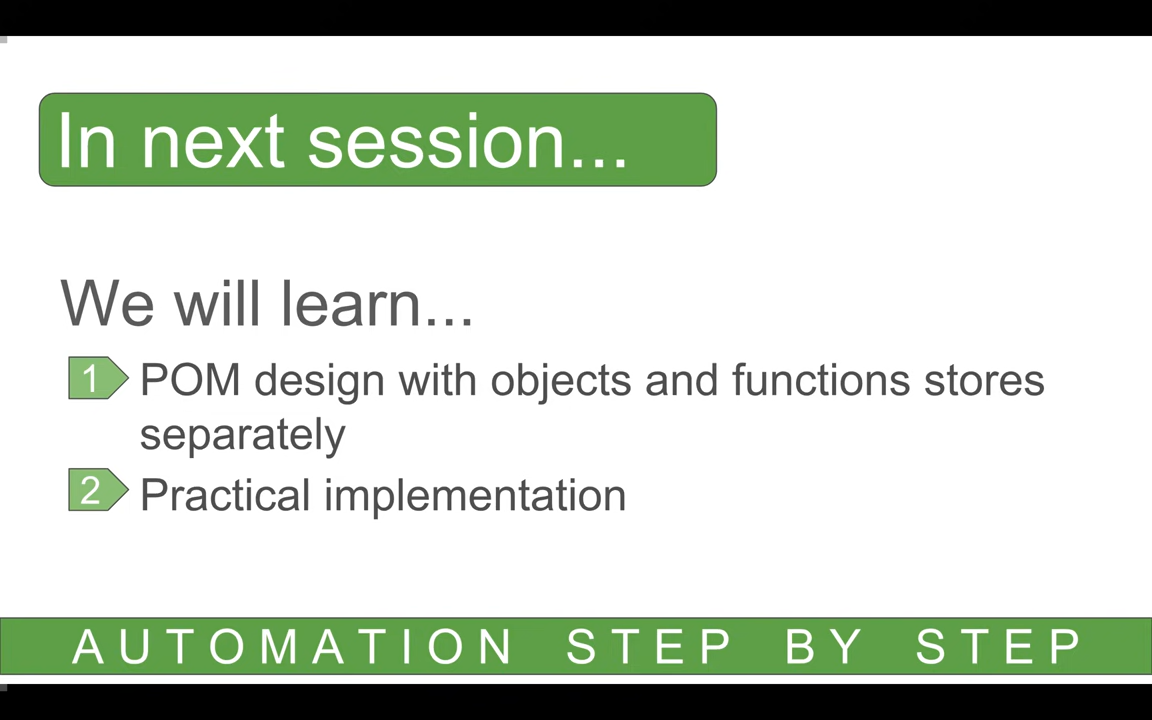 In next session...
We will learn...
1 POM design with objects and functions stores
separately
2 Practical implementation
AUTOMATION STEP BY STEP